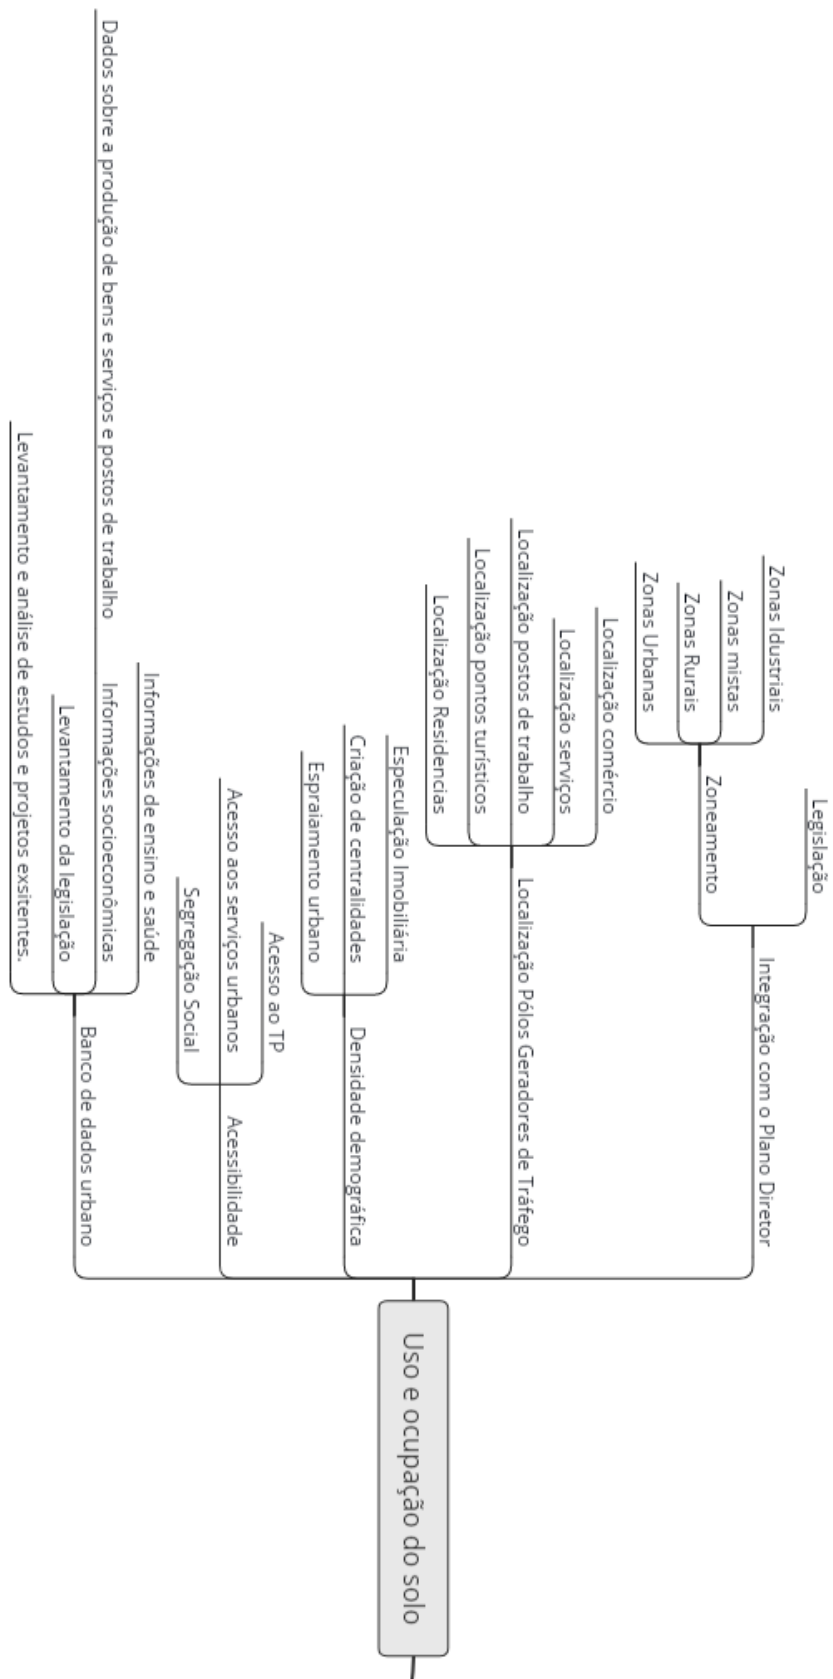 Legislação
Integração com o Plano Diretor
Zonas Idustriais
Zonas mistas
Zonas Rurais
Zonas Urbanas
Zoneamento
Localização comércio
Localização serviços
Localização postos de trabalho
Localização pontos turísticos
Localização Residencias
Localização Pólos Geradores de Tráfego
Especulação Imobiliária
Criação de centralidades
Espraiamento urbano
Densidade demográfica
Acesso ao TP
Acesso aos serviços urbanos
Segregação Social
Acessibilidade
Informações de ensino e saúde
Dados sobre a produção de bens e serviços e postos de trabalho
Informações socioeconômicas
Levantamento da legislação
Levantamento e análise de estudos e projetos exsitentes.
Banco de dados urbano
Uso e ocupação do solo